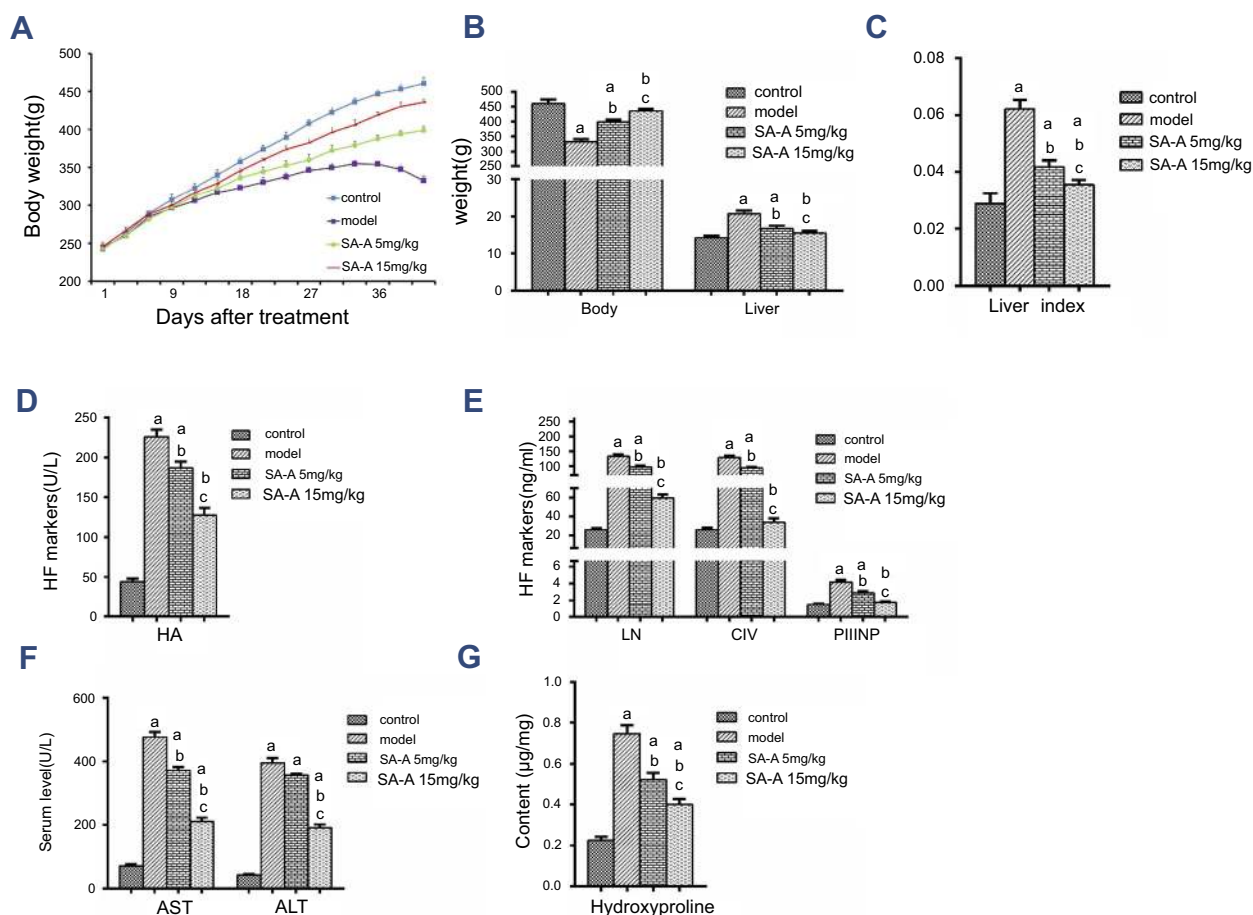 A
Body weight(g)
500
450
400
350
300
250
200
control
model
SA-A 5mg/kg
SA-A 15mg/kg
1 9 18 27 36
Days after treatment
B
weight(g)
500
450
400
350
300
250
30
20
10
0
a
a
b
b
c
a
a
b
b
c
control
model
SA-A 5mg/kg
SA-A 15mg/kg
Body Liver
C
0.08
0.06
0.04
0.02
0.00
a
a
b
a
b
c
control
model
SA-A 5mg/kg
SA-A 15mg/kg
Liver index
D
HF markers(U/L)
250
200
150
100
50
0
a
a
b
b
c
control
model
SA-A 5mg/kg
SA-A 15mg/kg
HA
E
HF markers(ng/ml)
200
150
100
60
40
20
6
4
2
0
a
a
b
b
c
a
a
b
b
c
a
a
b
b
c
control
model
SA-A 5mg/kg
SA-A 15mg/kg
LN CIV PIIINP
F
Serum level(U/L)
600
400
200
0
a
a
b
a
b
c
a
a
a
b
c
control
model
SA-A 5mg/kg
SA-A 15mg/kg
AST ALT
G
Content (μg/mg)
1.0
0.8
0.6
0.4
0.2
0.0
a
a
b
a
b
c
control
model
SA-A 5mg/kg
SA-A 15mg/kg
Hydroxyproline